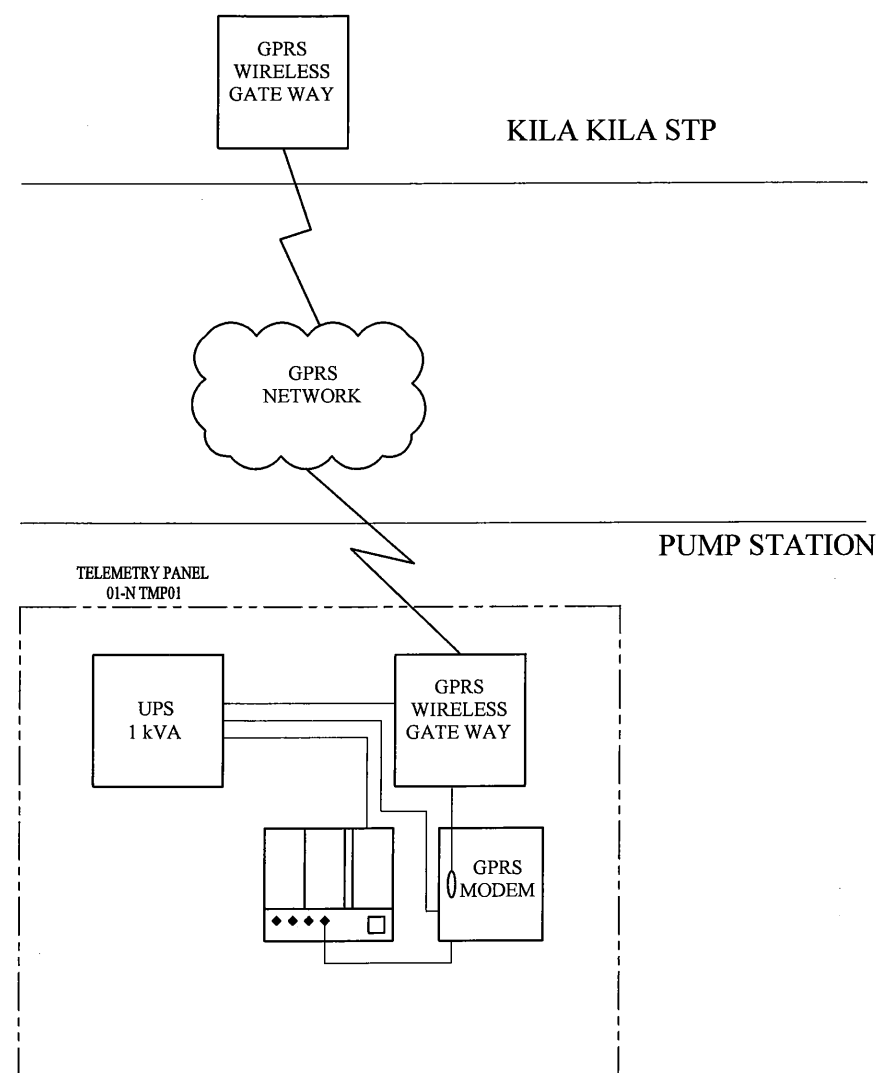 GPRS
WIRELESS
GATE WAY
KILA KILA STP
GPRS
NETWORK
PUMP STATION
TELEMETRY PANEL
01-N TMP01
UPS
1 kVA
GPRS
WIRELESS
GATE WAY
GPRS
MODEM